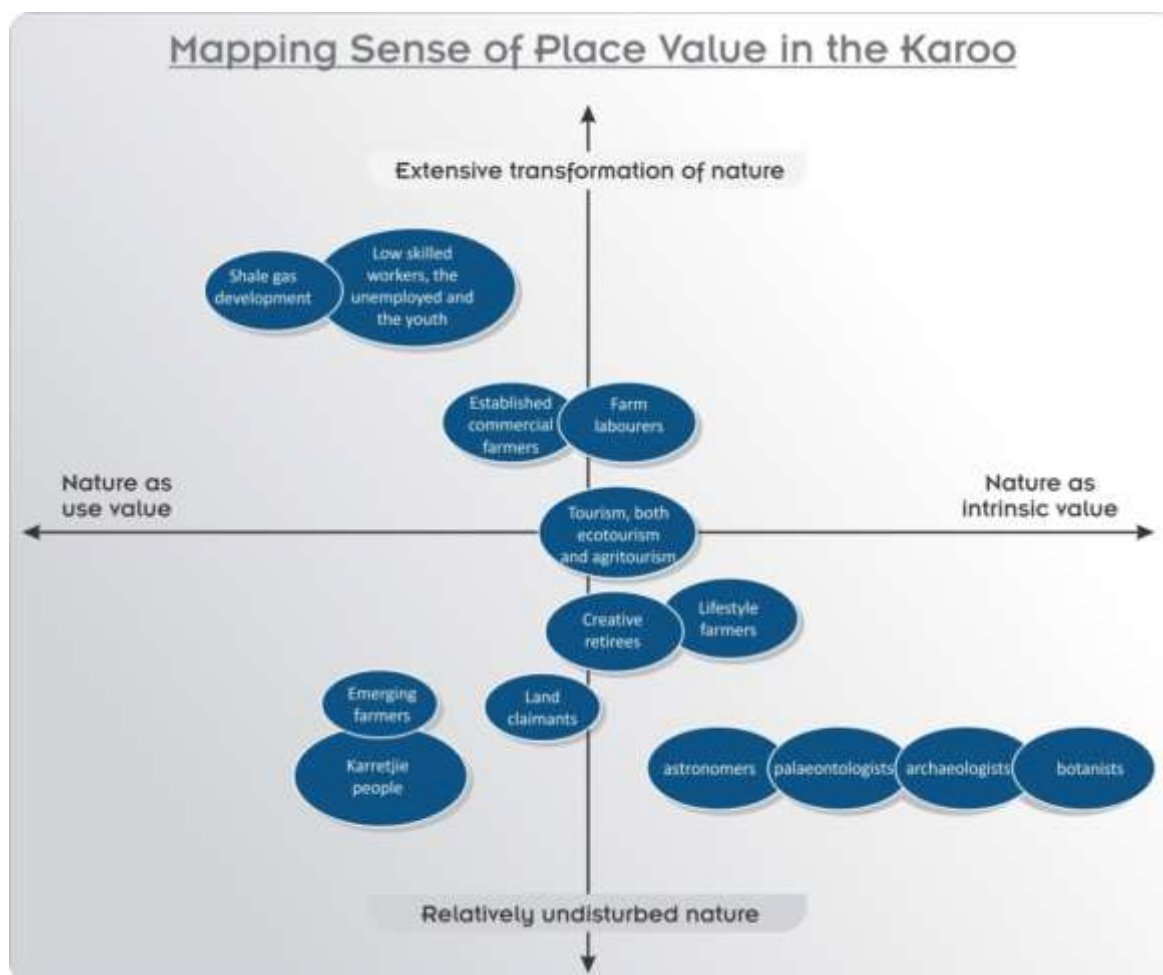 Mapping Sense of Place Value in the Karoo
Extensive transformation of nature
Shale gas
development
Low skilled
workers, the
unemployed and
the youth
Established
commercial
farmers
Farm
labourers
Nature as
use value
Nature as
intrinsic value
Tourism, both
ecotourism
and agritourism
Creative
retirees
Lifestyle
farmers
Emerging
farmers
Land
claimants
Karretjie
people
astronomers
palaeontologists
archaeologists
botanists
Relatively undisturbed nature